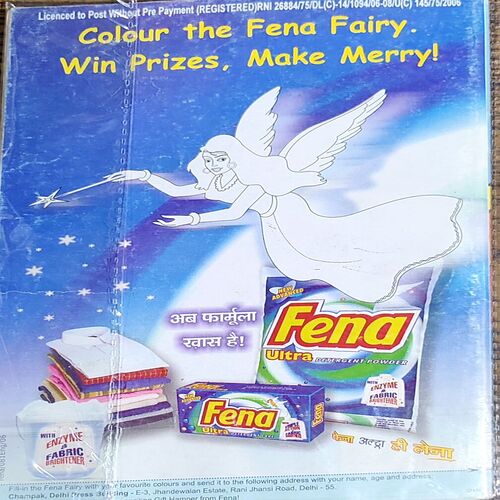 Licenced to Post Without Pre Payment (REGISTERED)RNI 26884/75/DL(C)-14/1094/06-08/U(C) 145/75/2006
Colour the Fena Fairy.
Win Prizes, Make Merry!
NEW
ADVANCED
Fena
Ultra DETERGENT POWDER
अब फार्मूला
खास है!
WITH
ENZYME
&
FABRIC
BRIGHTENER
Fena
Ultra
Fena
WITH
ENZYME
&
FABRIC
BRIGHTENER
फेना अल्ट्रा ही लेना
Fill-in the Fena Fairy with your favourite colours and send it to the following address with your name, age and address:
Champak, Delhi Press Building - E-3, Jhandewalan Estate, Rani Jhansi Road, Delhi - 55.
Gift Hamper from Fena!